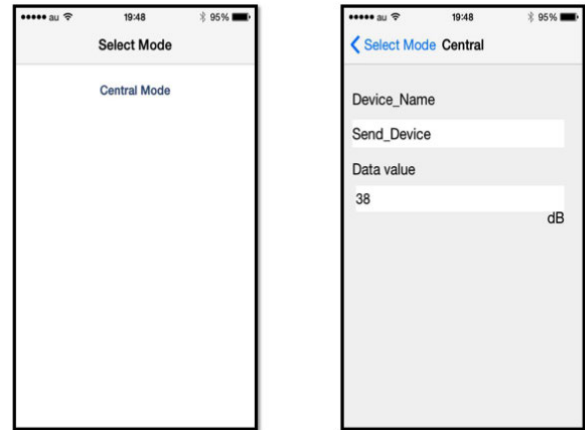 au 19:48 95%
Select Mode
Central Mode
au 19:48 95%
Select Mode Central
Device_Name
Send_Device
Data value
38
dB